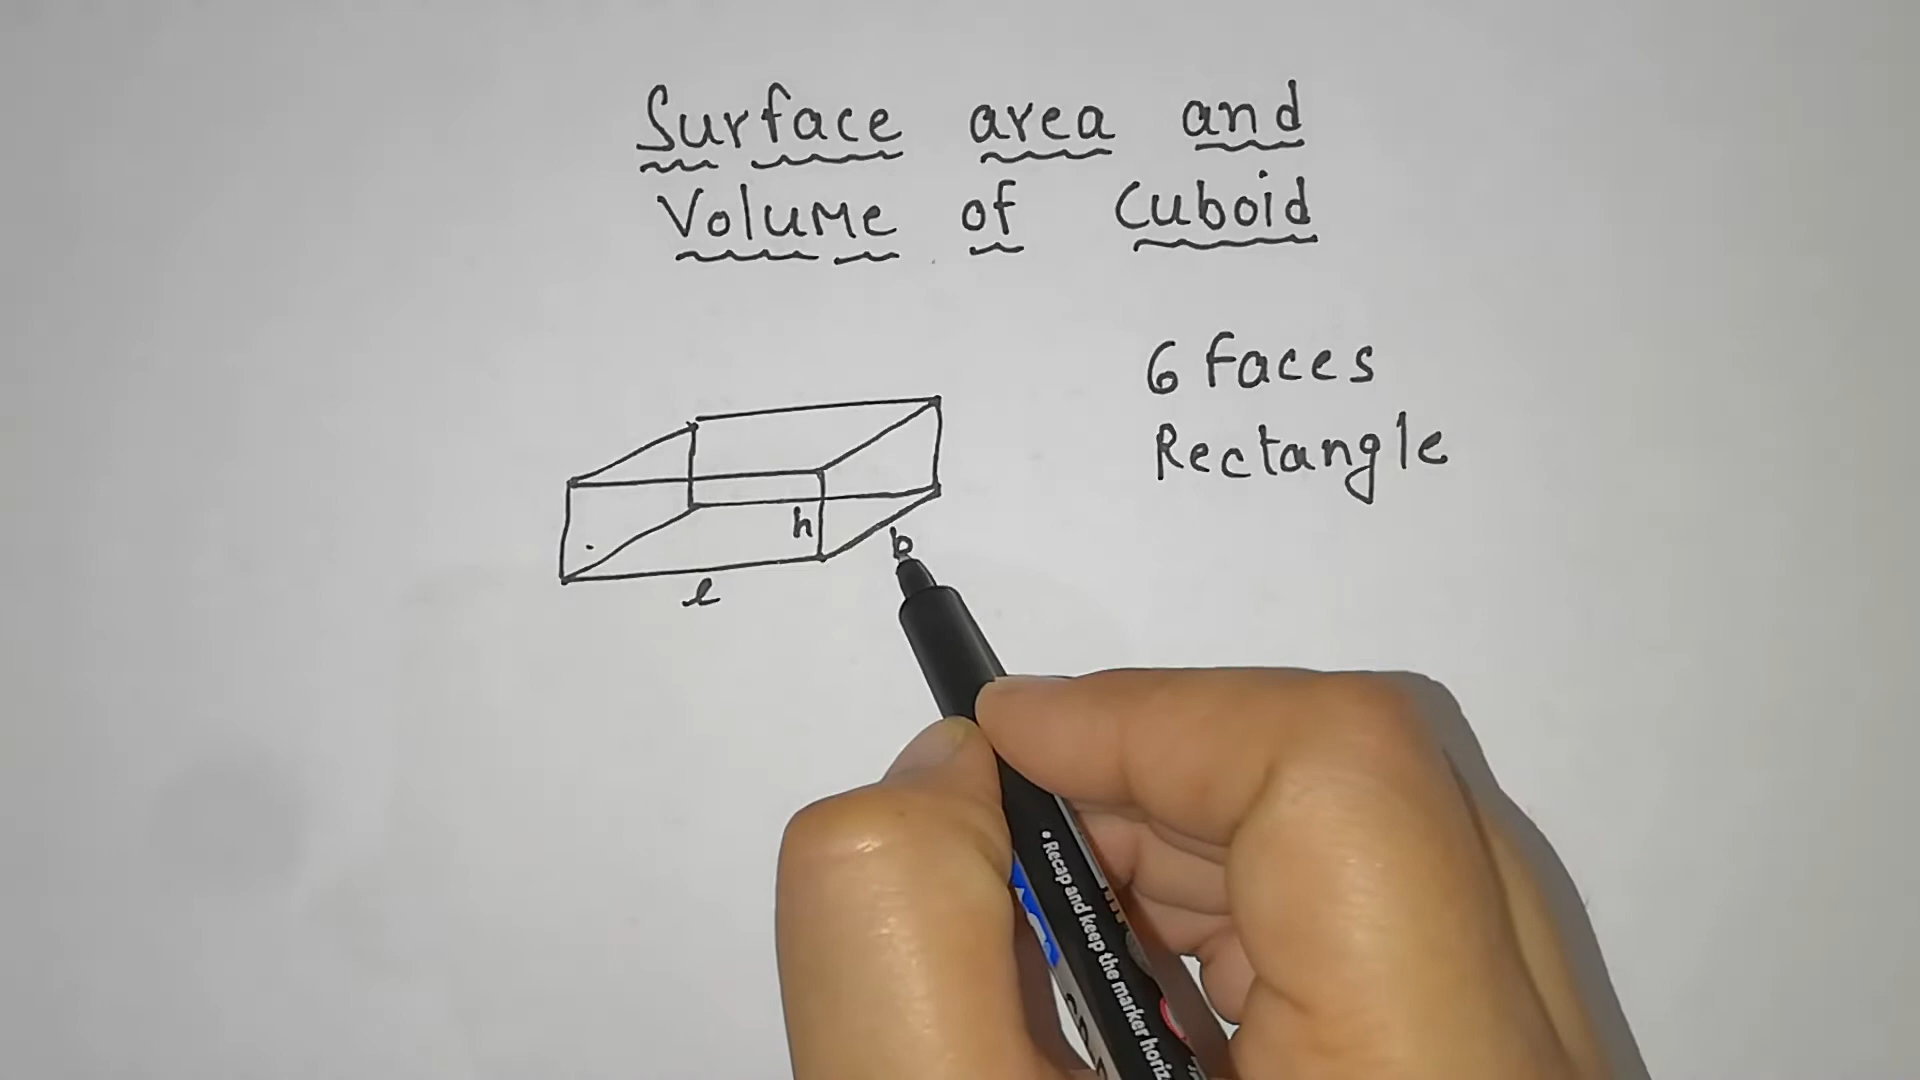 Surface area and
Volume of Cuboid
6 faces
Rectangle
h
b
l
• Recap and keep the marker horiz